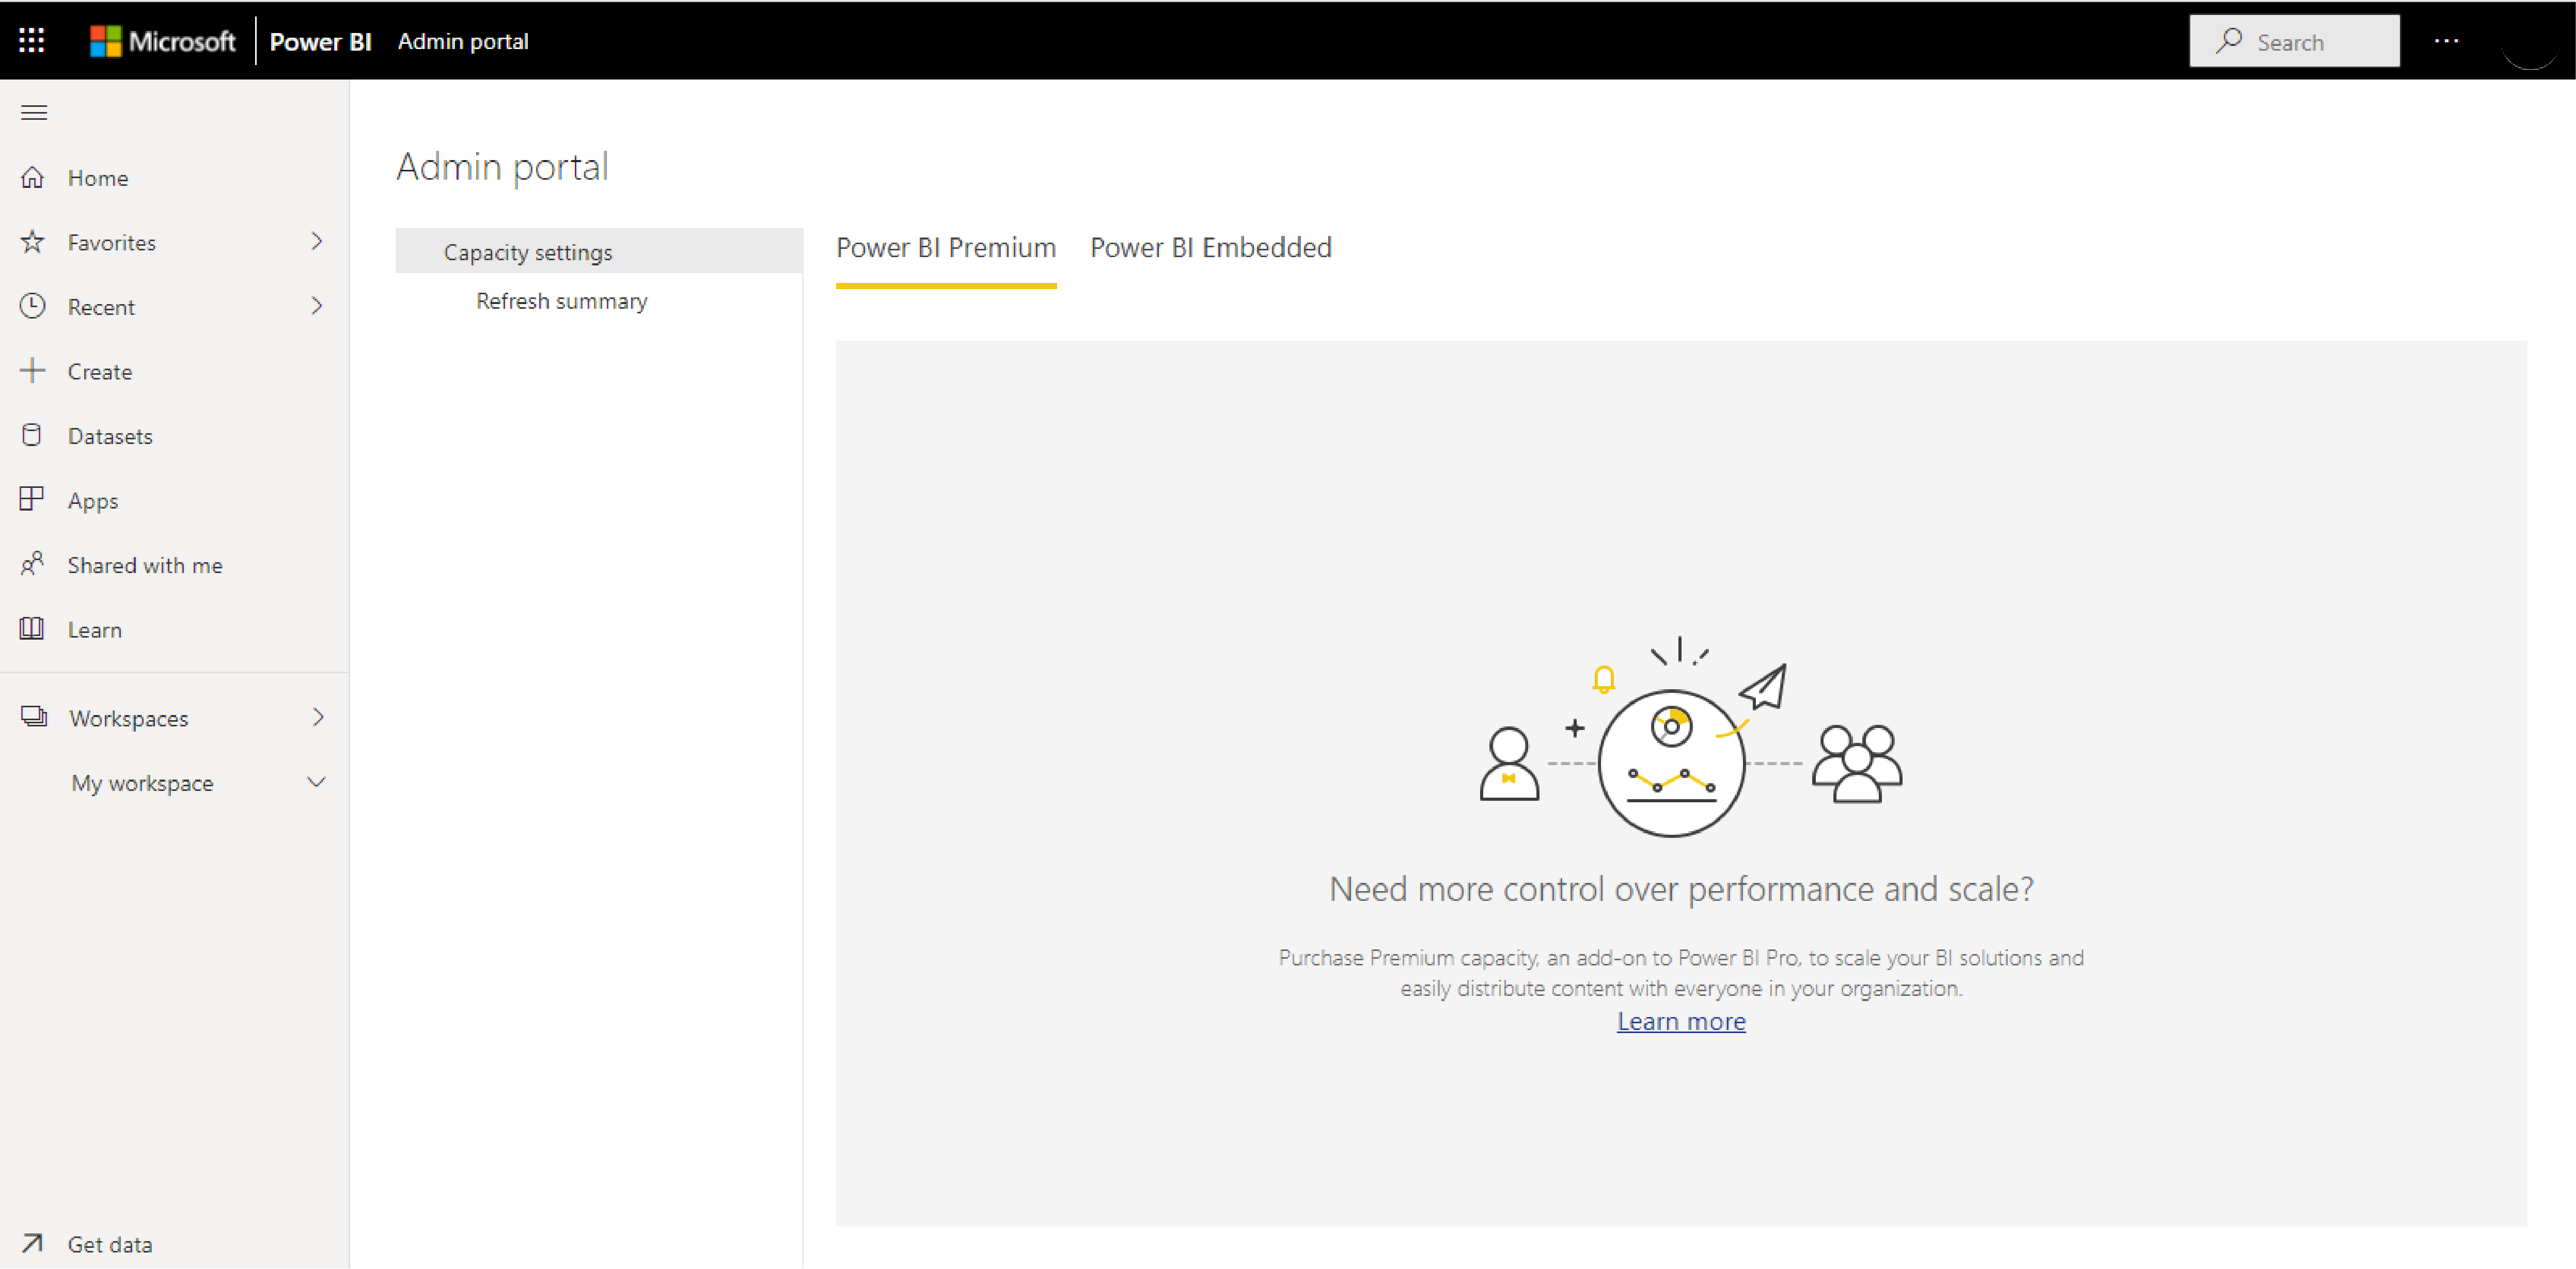 Microsoft Power BI Admin portal Search
Home
Favorites
Recent
Create
Datasets
Apps
Shared with me
Learn
Workspaces
My workspace
Get data
Admin portal
Capacity settings
Refresh summary
Power BI Premium Power BI Embedded
Need more control over performance and scale?
Purchase Premium capacity, an add-on to Power BI Pro, to scale your BI solutions and
easily distribute content with everyone in your organization.
Learn more